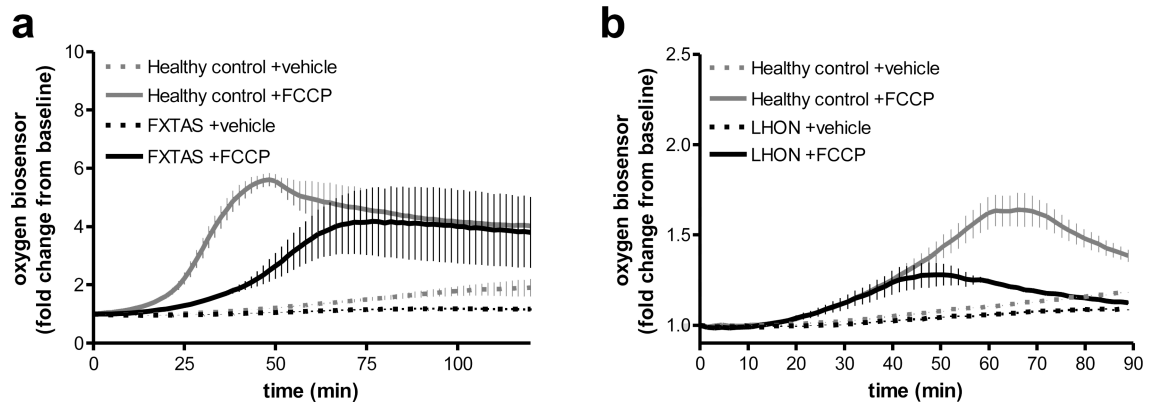 a
oxygen biosensor
(fold change from baseline)
10
8
6
4
2
0
Healthy control +vehicle
Healthy control +FCCP
FXTAS +vehicle
FXTAS +FCCP
0 25 50 75 100
time (min)
b
oxygen biosensor
(fold change from baseline)
2.5
2.0
1.5
1.0
Healthy control +vehicle
Healthy control +FCCP
LHON +vehicle
LHON +FCCP
0 10 20 30 40 50 60 70 80 90
time (min)